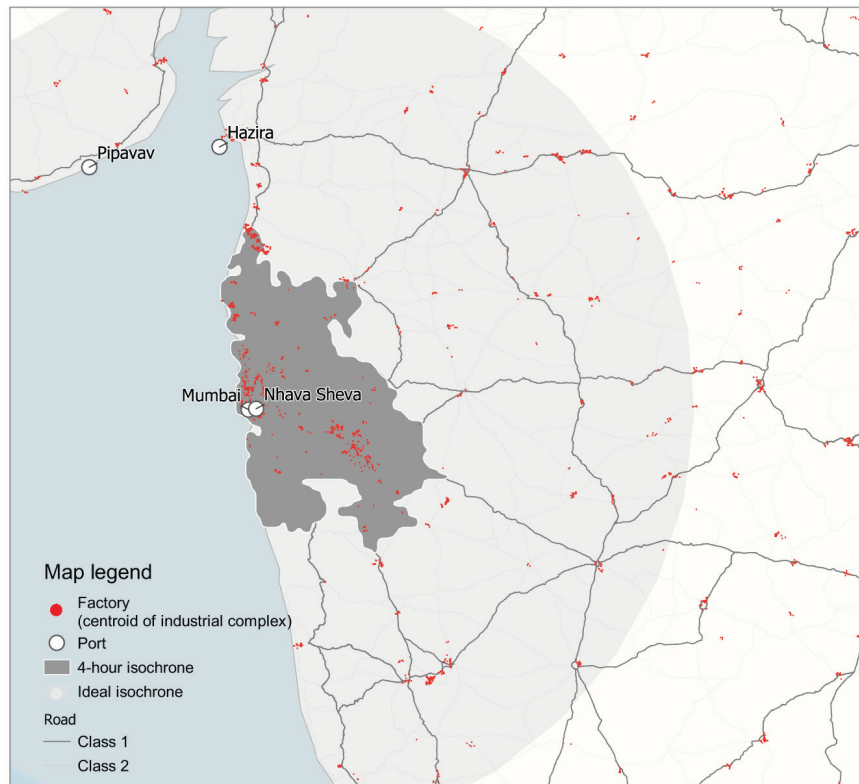 Hazira
Pipavav
Mumbai
Nhava Sheva
Map legend
Factory
(centroid of industrial complex)
Port
4-hour isochrone
Ideal isochrone
Road
Class 1
Class 2